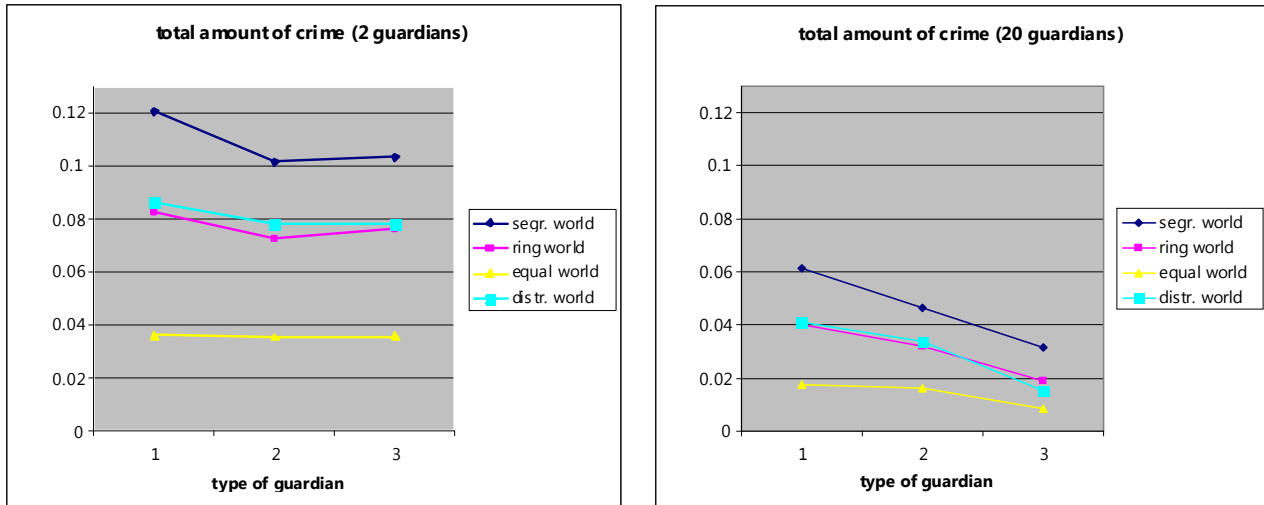 total amount of crime (2 guardians)
0.12
0.1
0.08
0.06
0.04
0.02
0
1 2 3
type of guardian
segr. world
ring world
equal world
distr. world
total amount of crime (20 guardians)
0.12
0.1
0.08
0.06
0.04
0.02
0
1 2 3
type of guardian
segr. world
ring world
equal world
distr. world